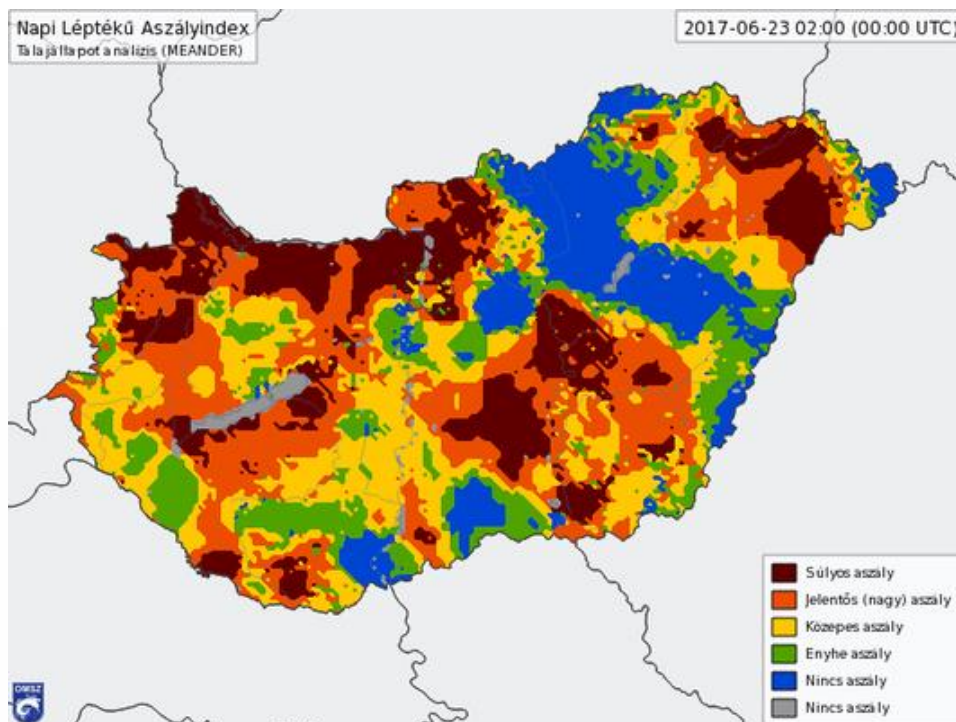 Napi Léptékű Aszályindex
Talajállapot analízis (MEANDER)
2017-06-23 02:00 (00:00 UTC)
Súlyos aszály
Jelentős (nagy) aszály
Közepes aszály
Enyhe aszály
Nincs aszály
Nincs aszály
OMSZ